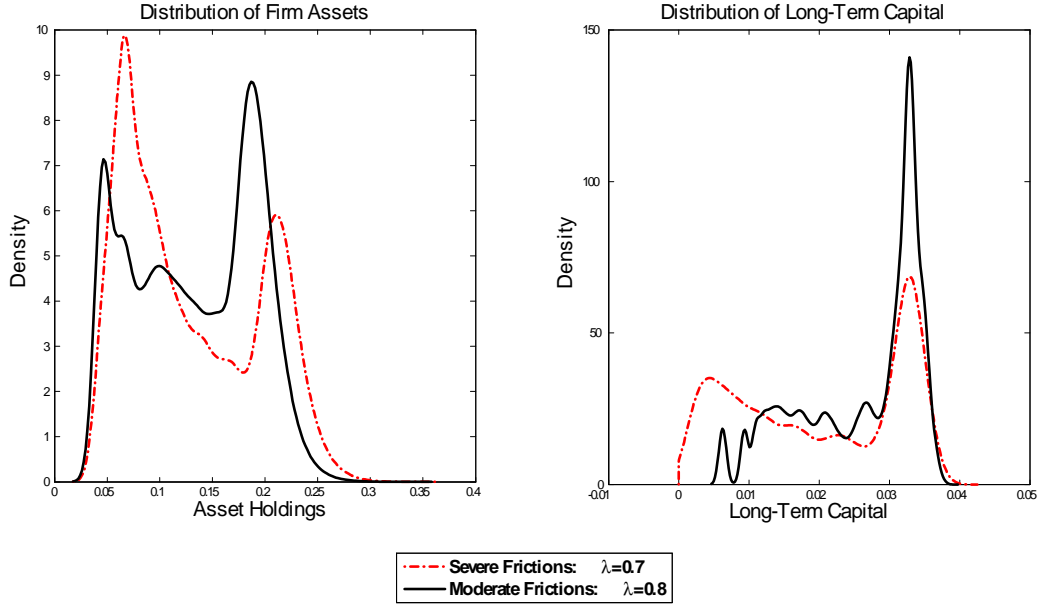 Distribution of Firm Assets
10
9
8
7
6
5
4
3
2
1
0
Density
0 0.05 0.1 0.15 0.2 0.25 0.3 0.35 0.4
Asset Holdings
Distribution of Long-Term Capital
150
100
50
0
Density
-0.01 0 0.01 0.02 0.03 0.04 0.05
Long-Term Capital
Severe Frictions: λ=0.7
Moderate Frictions: λ=0.8